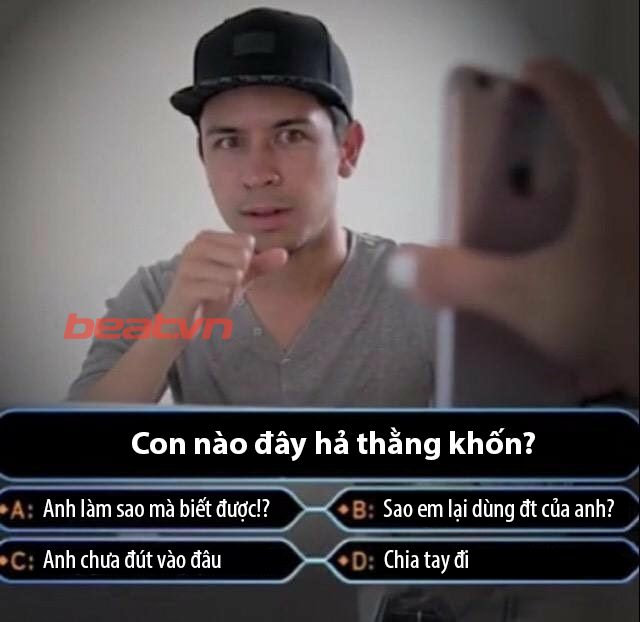 beatvn
Con nào đây hả thằng khốn?
A: Anh làm sao mà biết được!?
B: Sao em lại dùng đt của anh?
C: Anh chưa đút vào đâu
D: Chia tay đi